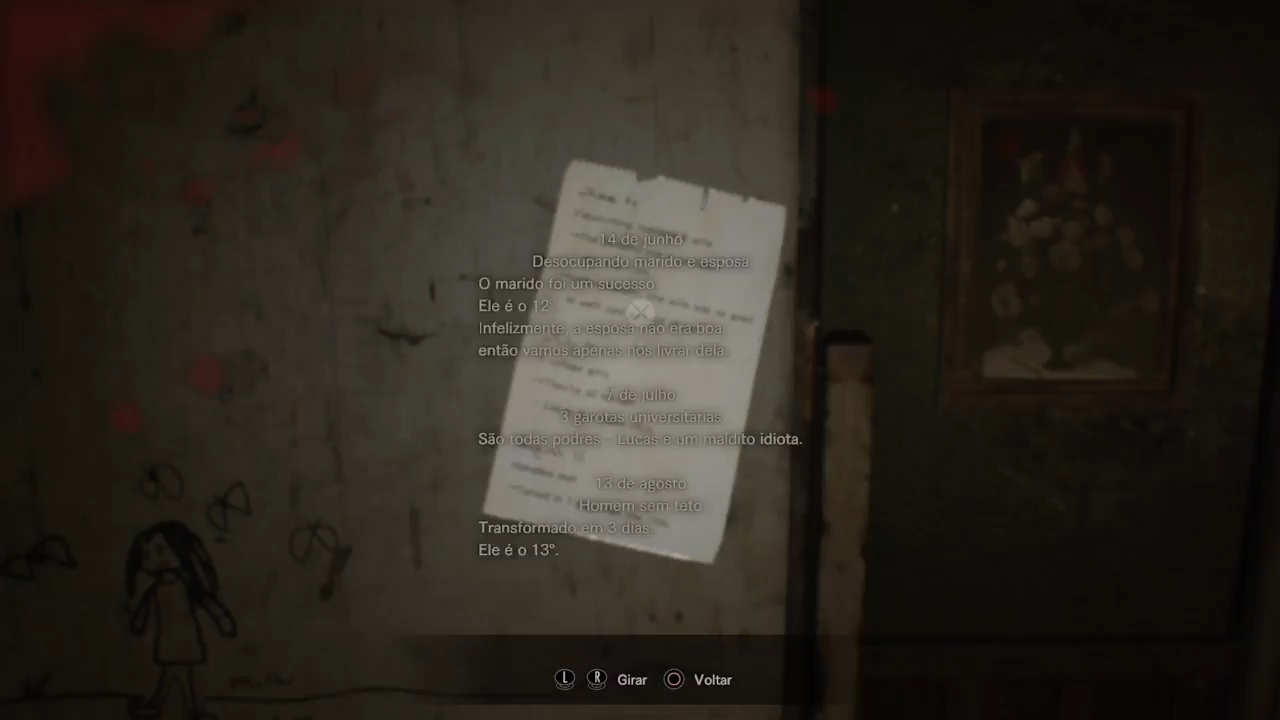 14 de junho
Desocupando marido e esposa
O marido foi um sucesso.
Ele é o 12º
Infelizmente, a esposa não era boa,
então vamos apenas nos livrar dela.
7 de julho
3 garotas universitárias
São todas podres - Lucas é um maldito idiota.
13 de agosto
Homem sem teto
Transformado em 3 dias.
Ele é o 13º.
L R Girar Voltar